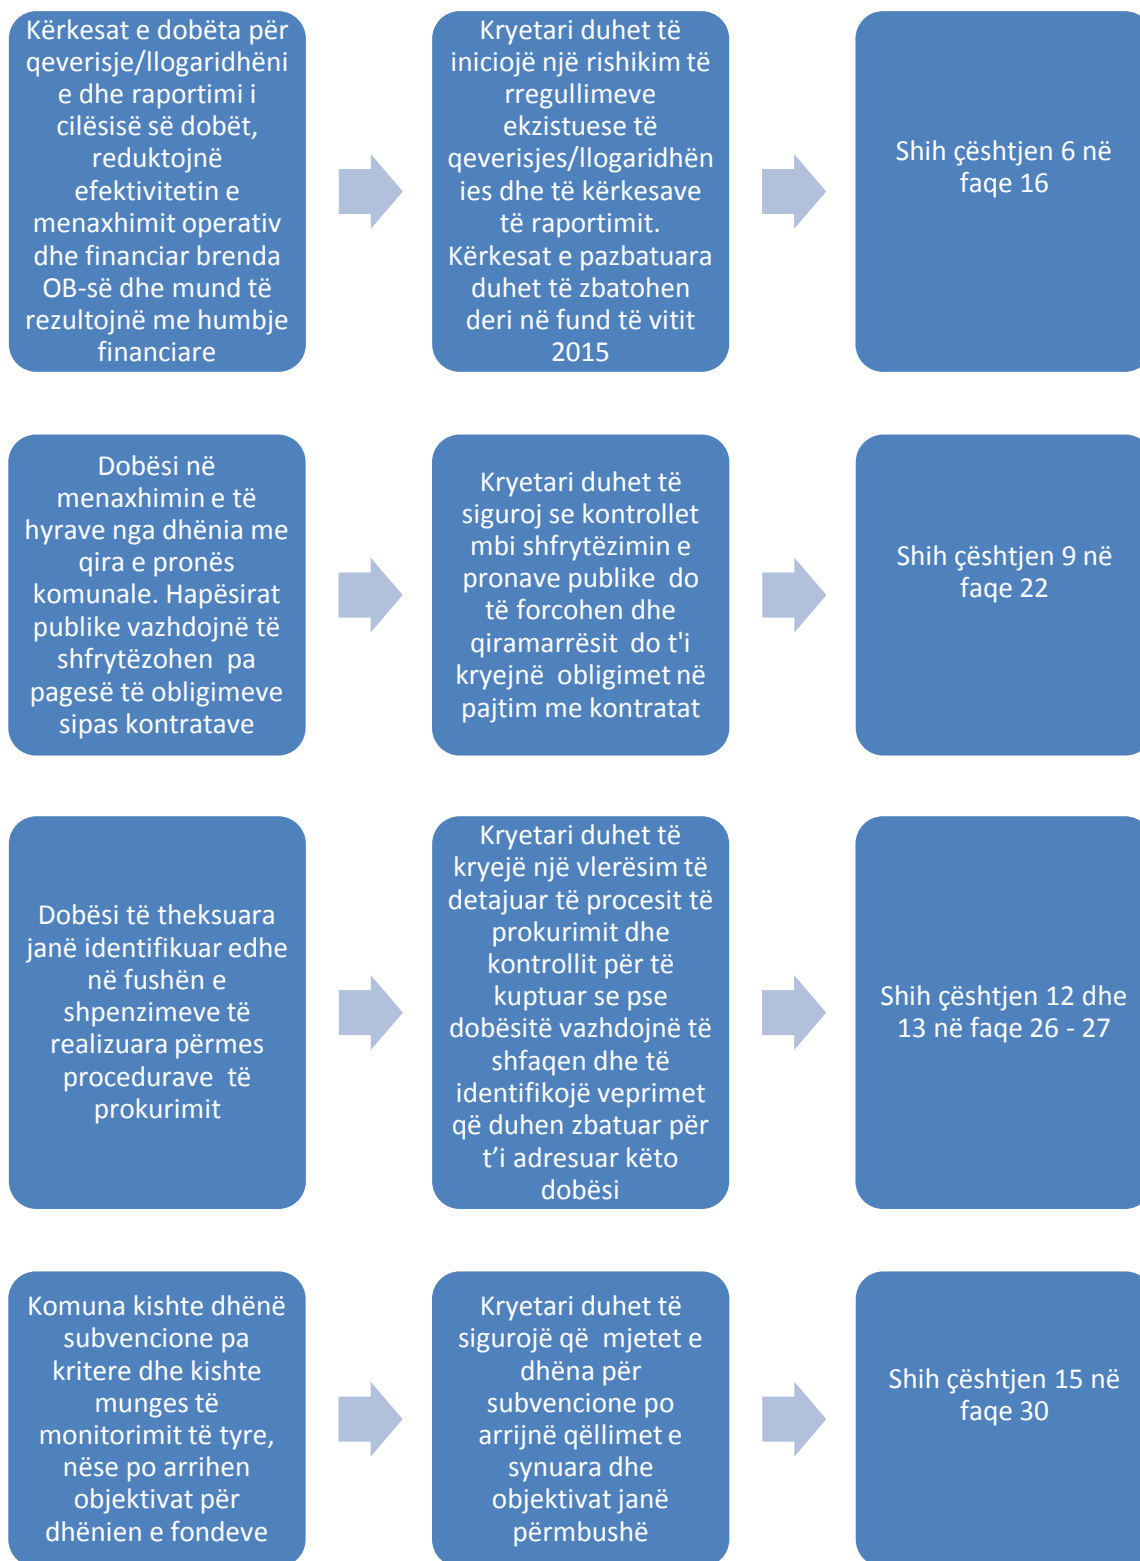 Kërkesat e dobëta për
qeverisje/llogaridhëni
e dhe raportimi i
cilësisë së dobët,
reduktojnë
efektivitetin e
menaxhimit operativ
dhe financiar brenda
OB-së dhe mund të
rezultojnë me humbje
financiare
Kryetari duhet të
iniciojë një rishikim të
rregullimeve
ekzistuese të
qeverisjes/llogaridhën
ies dhe të kërkesave
të raportimit.
Kërkesat e pazbatuara
duhet të zbatohen
deri në fund të vitit
2015
Shih çështjen 6 në
faqe 16
Dobësi në
menaxhimin e të
hyrave nga dhënia me
qira e pronës
komunale. Hapësirat
publike vazhdojnë të
shfrytëzohen pa
pagesë të obligimeve
sipas kontratave
Kryetari duhet të
siguroj se kontrollet
mbi shfrytëzimin e
pronave publike do
të forcohen dhe
qiramarrësit do t'i
kryejnë obligimet në
pajtim me kontratat
Shih çështjen 9 në
faqe 22
Dobësi të theksuara
janë identifikuar edhe
në fushën e
shpenzimeve të
realizuara përmes
procedurave të
prokurimit
Kryetari duhet të
kryejë një vlerësim të
detajuar të procesit të
prokurimit dhe
kontrollit për të
kuptuar se pse
dobësitë vazhdojnë të
shfaqen dhe të
identifikojë veprimet
që duhen zbatuar për
t’i adresuar këto
dobësi
Shih çështjen 12 dhe
13 në faqe 26 - 27
Komuna kishte dhënë
subvencione pa
kritere dhe kishte
munges të
monitorimit të tyre,
nëse po arrihen
objektivat për
dhënien e fondeve
Kryetari duhet të
sigurojë që mjetet e
dhëna për
subvencione po
arrijnë qëllimet e
synuara dhe
objektivat janë
përmbushë
Shih çështjen 15 në
faqe 30